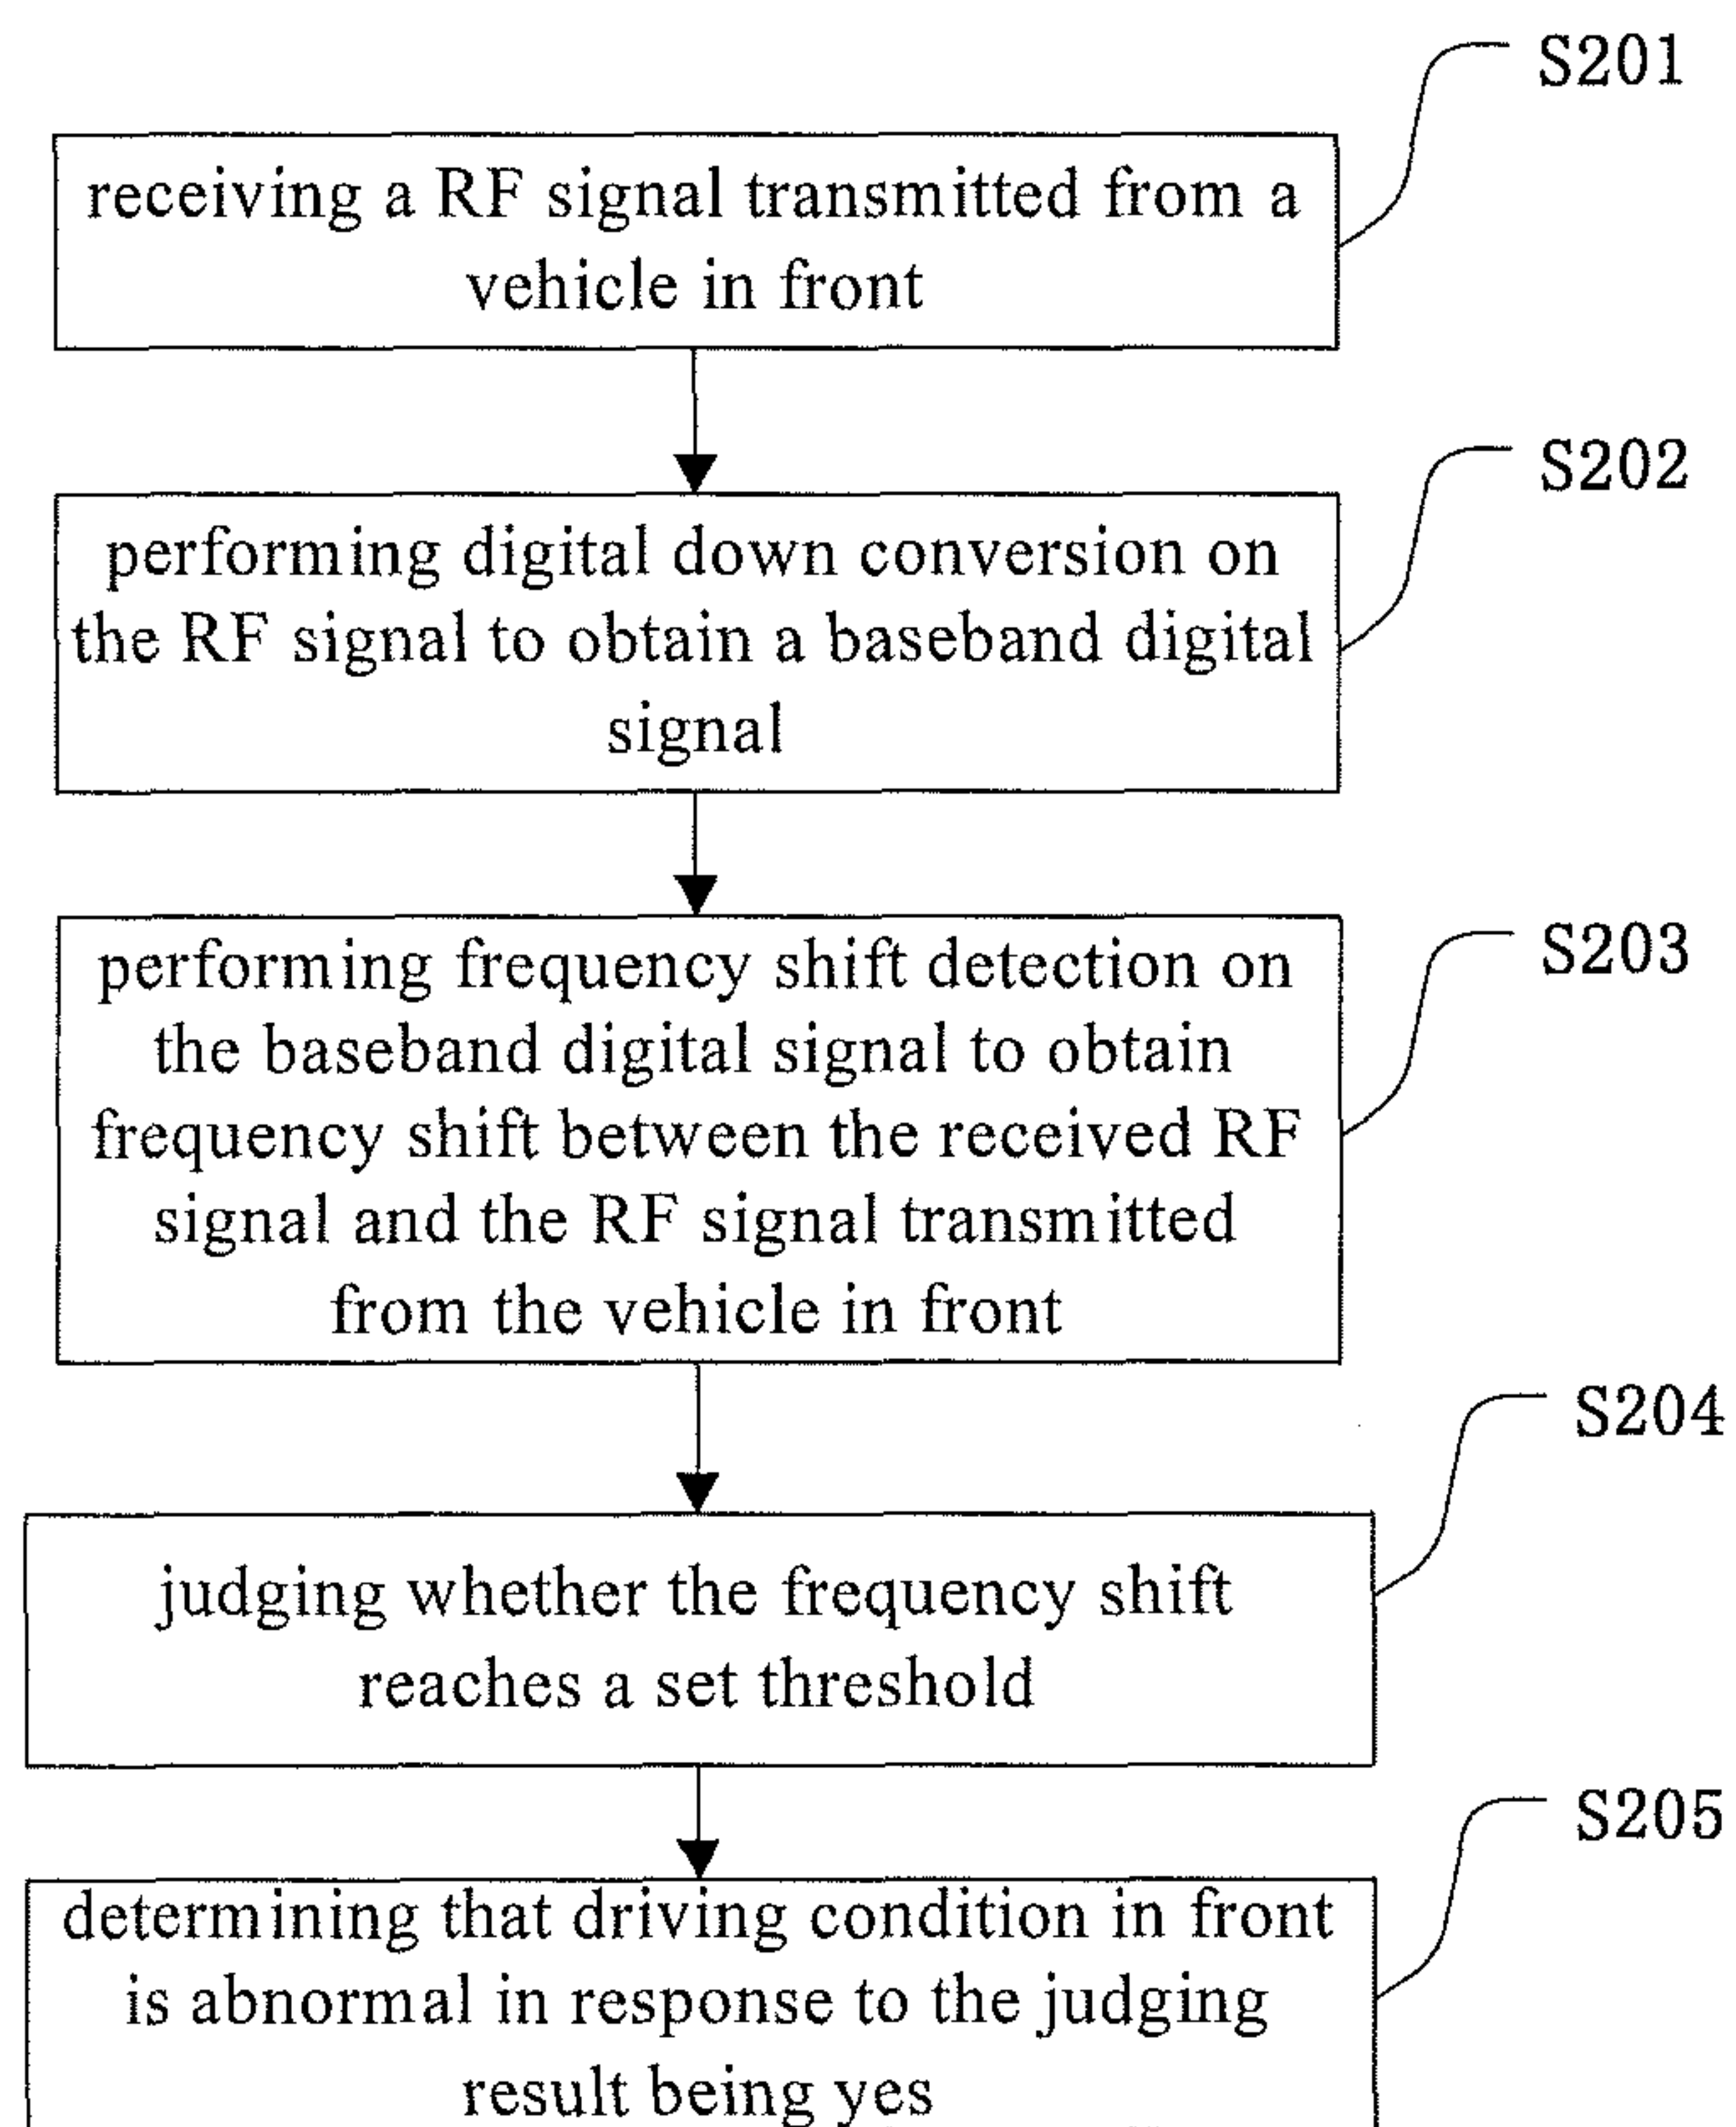 S201
receiving a RF signal transmitted from a
vehicle in front
S202
performing digital down conversion on
the RF signal to obtain a baseband digital
signal
S203
performing frequency shift detection on
the baseband digital signal to obtain
frequency shift between the received RF
signal and the RF signal transmitted
from the vehicle in front
S204
judging whether the frequency shift
reaches a set threshold
S205
determining that driving condition in front
is abnormal in response to the judging
result being yes